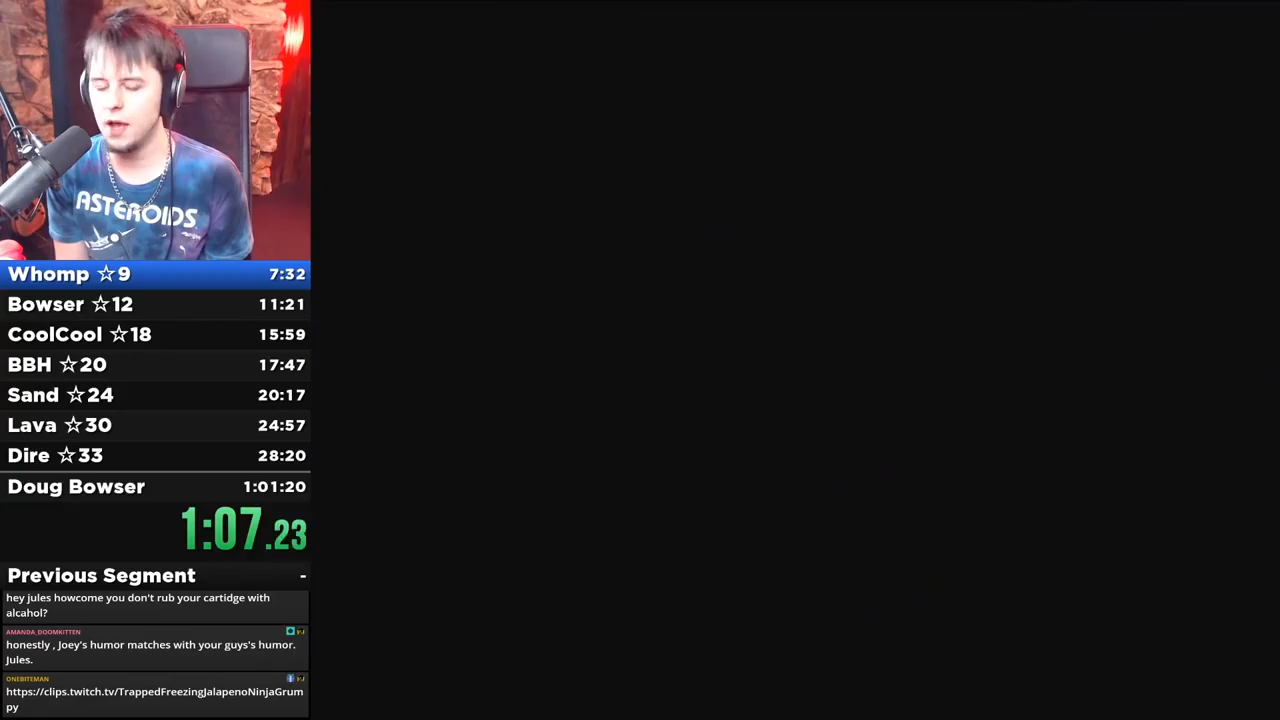 ASTEROIDS
Whomp ☆9 7:32
Bowser ☆12 11:21
CoolCool ☆18 15:59
BBH ☆20 17:47
Sand ☆24 20:17
Lava ☆30 24:57
Dire ☆33 28:20
Doug Bowser 1:01:20
1:07.23
Previous Segment -
hey jules howcome you don't rub your cartidge with
alcahol?
AMANDA_DOOMKITTEN
honestly , Joey's humor matches with your guys's humor.
Jules.
ONEBITEMAN
https://clips.twitch.tv/TrappedFreezingJalapenoNinjaGrum
py